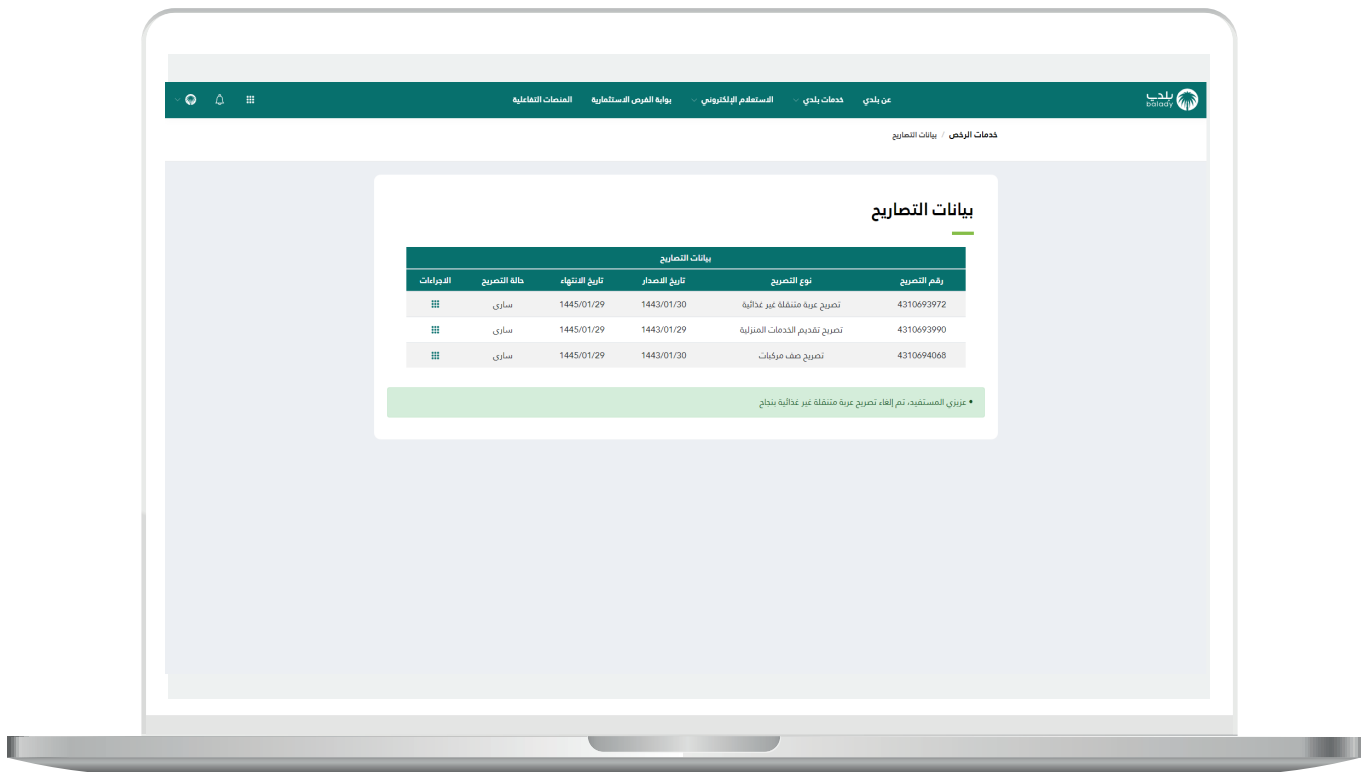 بلدي
balady
عن بلدي خدمات بلدي الاستعلام الإلكتروني بوابة الفرص الاستثمارية المنصات التفاعلية
خدمات الرخص / بيانات التصاريح
بيانات التصاريح
بيانات التصاريح
رقم التصريح نوع التصريح تاريخ الاصدار تاريخ الانتهاء حالة التصريح الاجراءات
4310693972 تصريح عربة متنقلة غير غذائية 1443/01/30 1445/01/29 سارى
4310693990 تصريح تقديم الخدمات المنزلية 1443/01/29 1445/01/29 سارى
4310694068 تصريح صف مركبات 1443/01/30 1445/01/29 سارى
• عزيزي المستفيد، تم إلغاء تصريح عربة متنقلة غير غذائية بنجاح